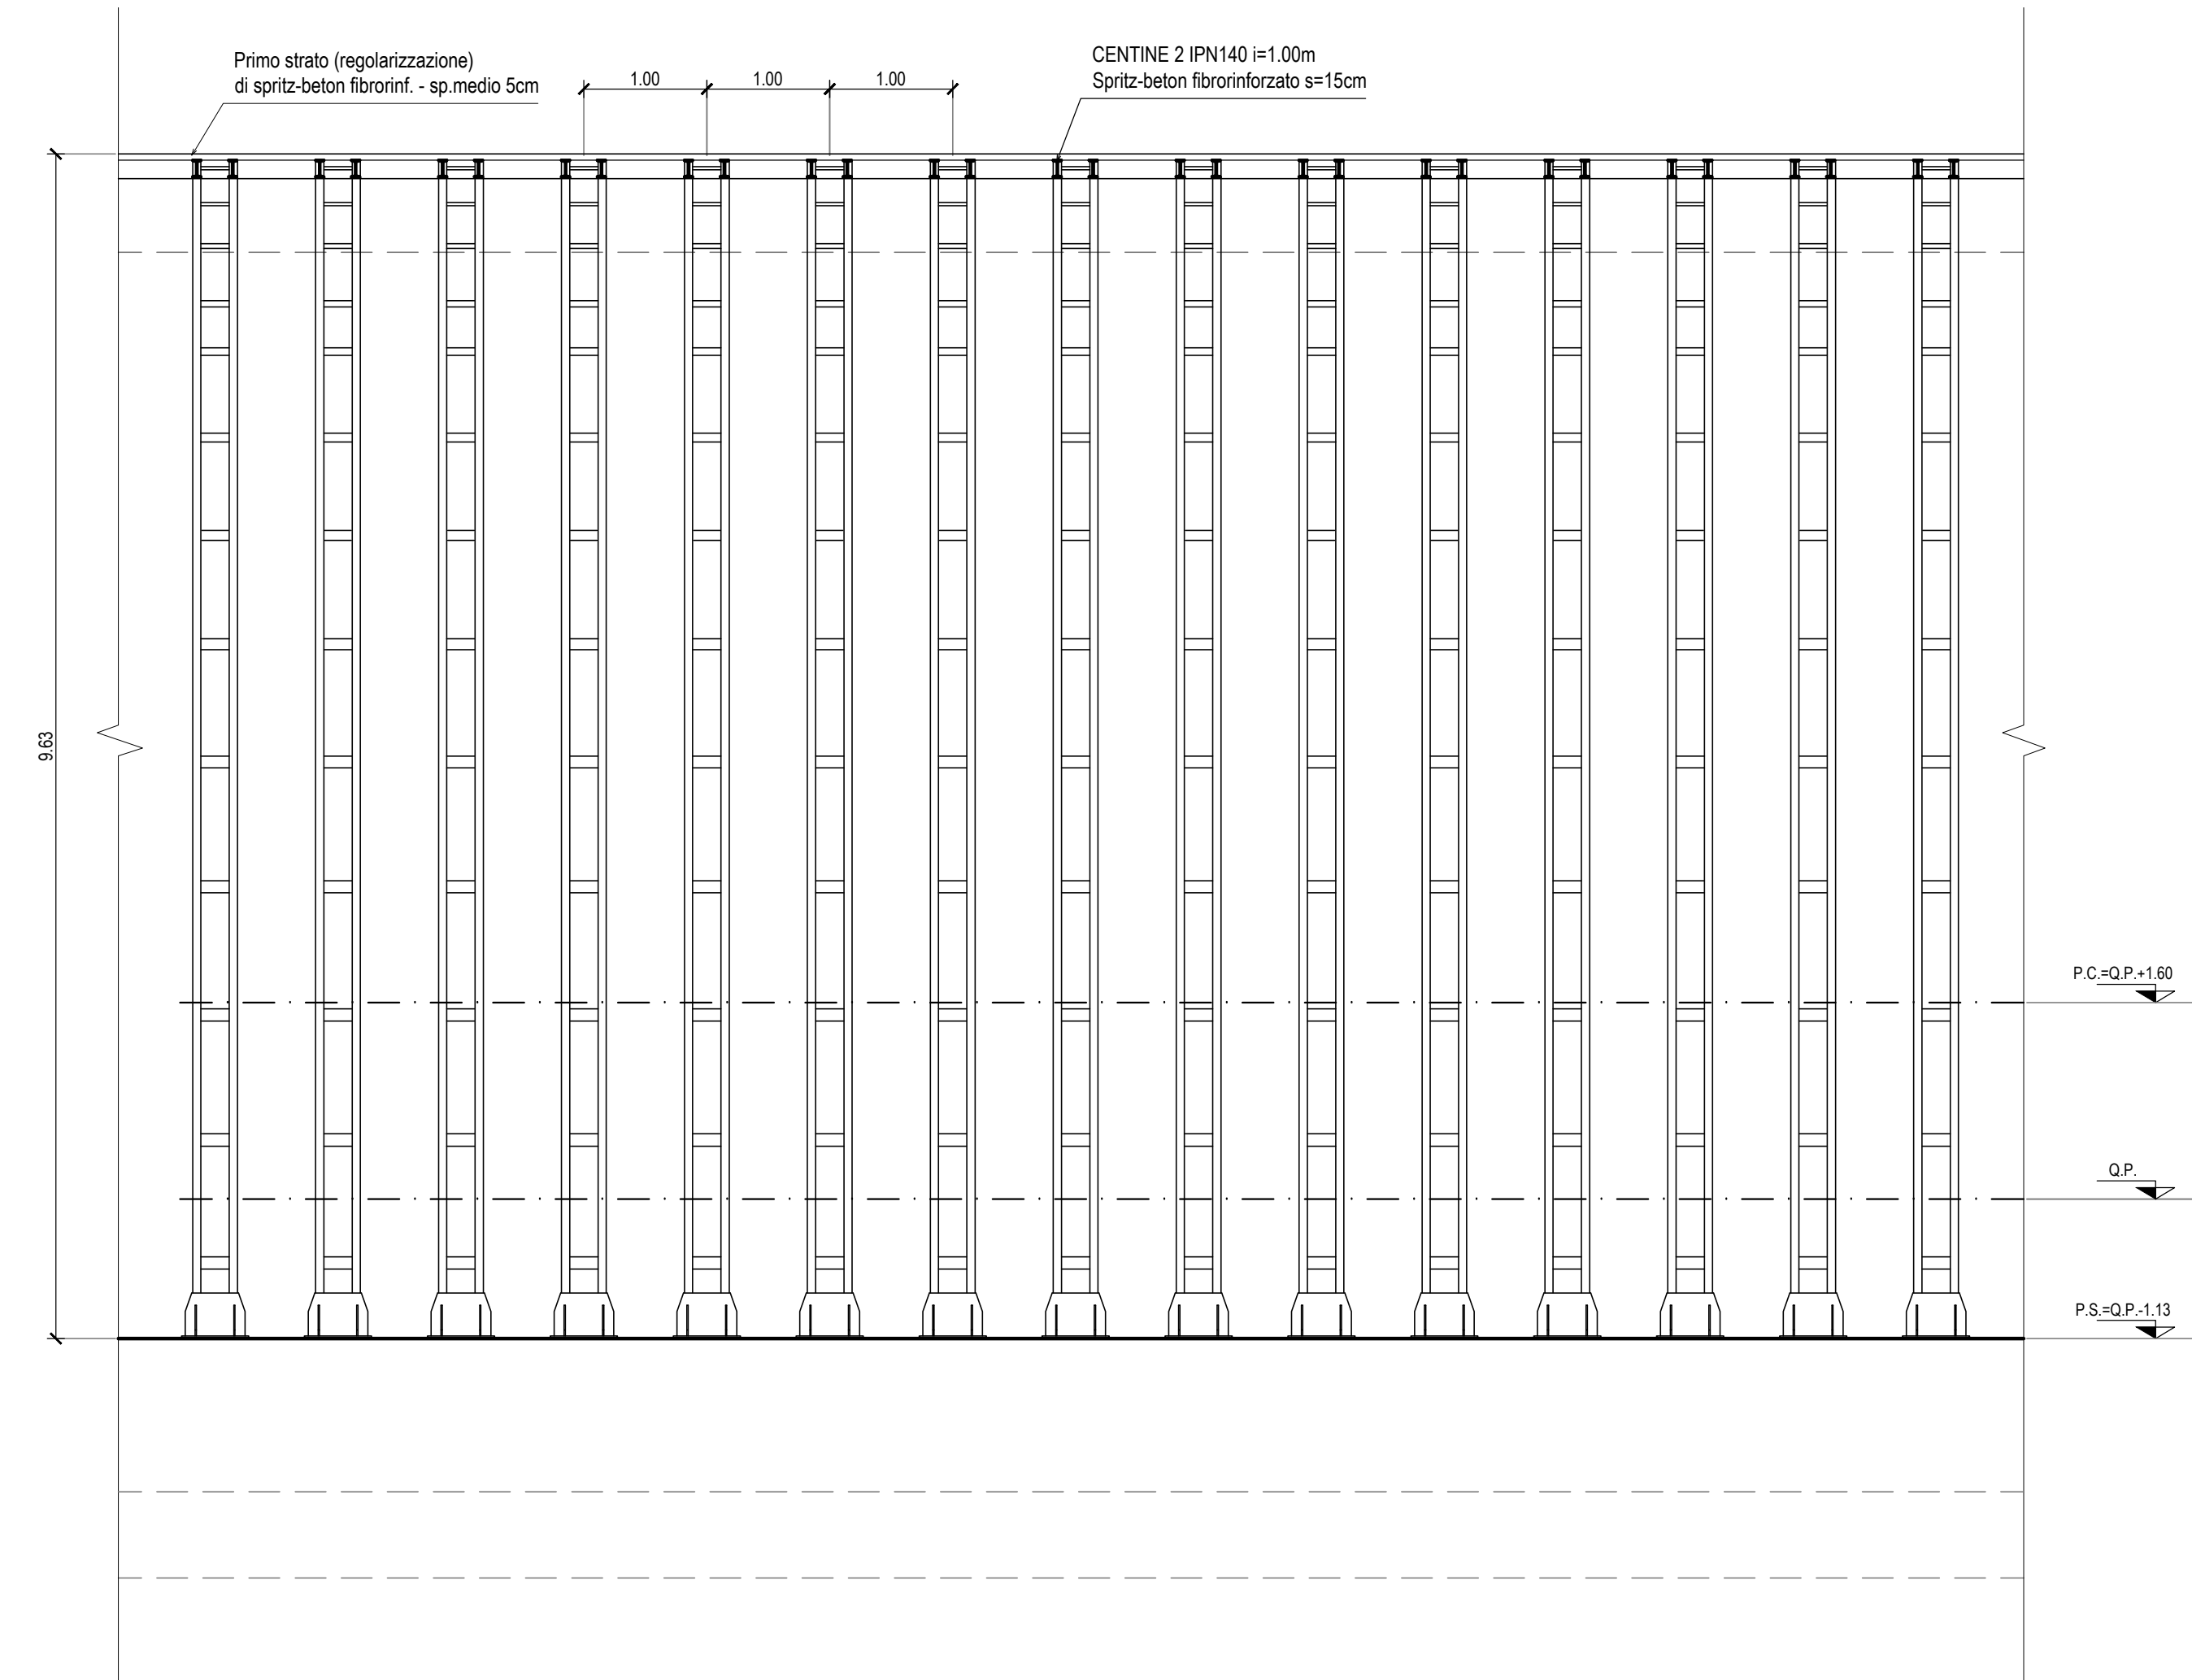 Primo strato (regolarizzazione)
di spritz-beton fibrorinf. - sp.medio 5cm
CENTINE 2 IPN140 i=1.00m
Spritz-beton fibrorinforzato s=15cm
1.00
1.00
1.00
9.63
P.C.=Q.P.+1.60
Q.P.
P.S.=Q.P.-1.13